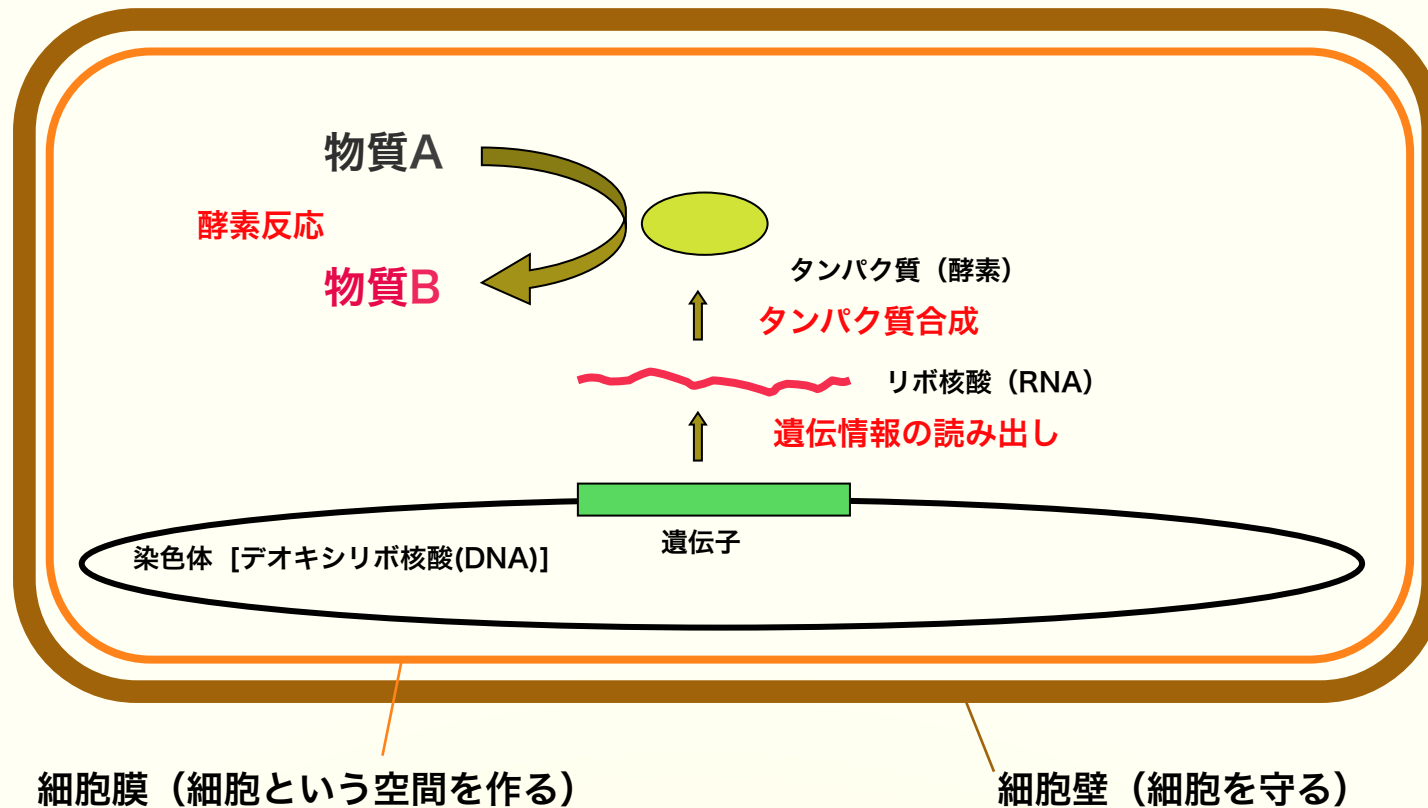 物質A
酵素反応
物質B
タンパク質（酵素）
タンパク質合成
リボ核酸（RNA）
遺伝情報の読み出し
遺伝子
染色体 [デオキシリボ核酸(DNA)]
細胞膜（細胞という空間を作る）
細胞壁（細胞を守る）